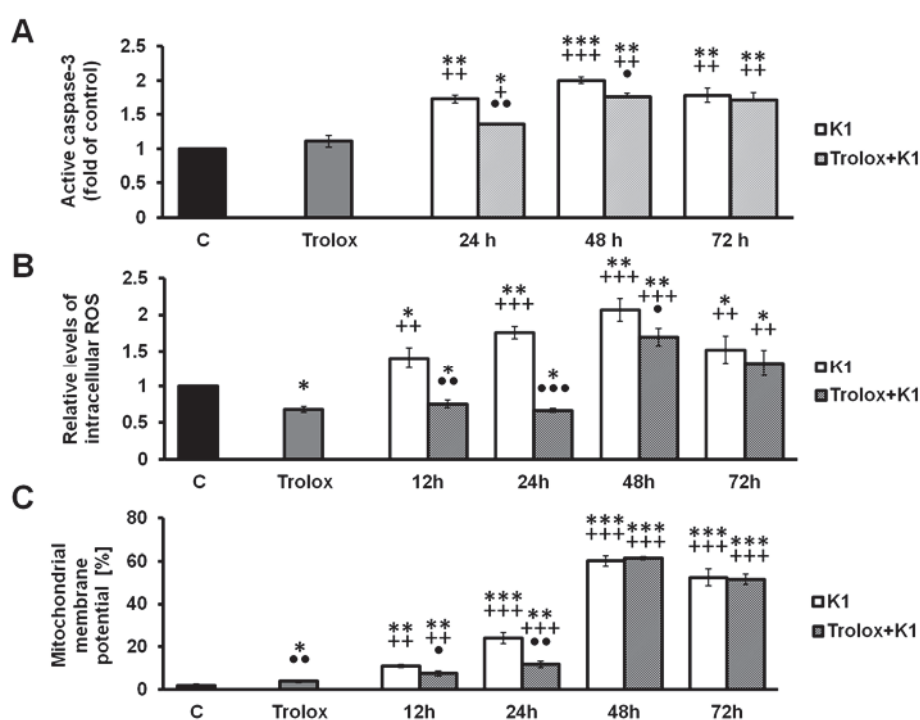 A
Active caspase-3
(fold of control)
2.5
2
1.5
1
0.5
0
** *** ** ** **
++ * +++ ++ ++ ++
+ •
••
C Trolox 24 h 48 h 72 h
K1
Trolox+K1
B
Relative levels of
intracellular ROS
2.5
2
1.5
1
0.5
0
*
* ++
* ••
** +++
* •••
** +++
** +++ •
* ++
* ++
C Trolox 12h 24h 48h 72h
K1
Trolox+K1
C
Mitochondrial
membrane
potential [%]
80
60
40
20
0
* ••
** ++
** ++ •
*** +++
** +++ ••
*** +++
*** +++
*** +++
*** +++
C Trolox 12h 24h 48h 72h
K1
Trolox+K1